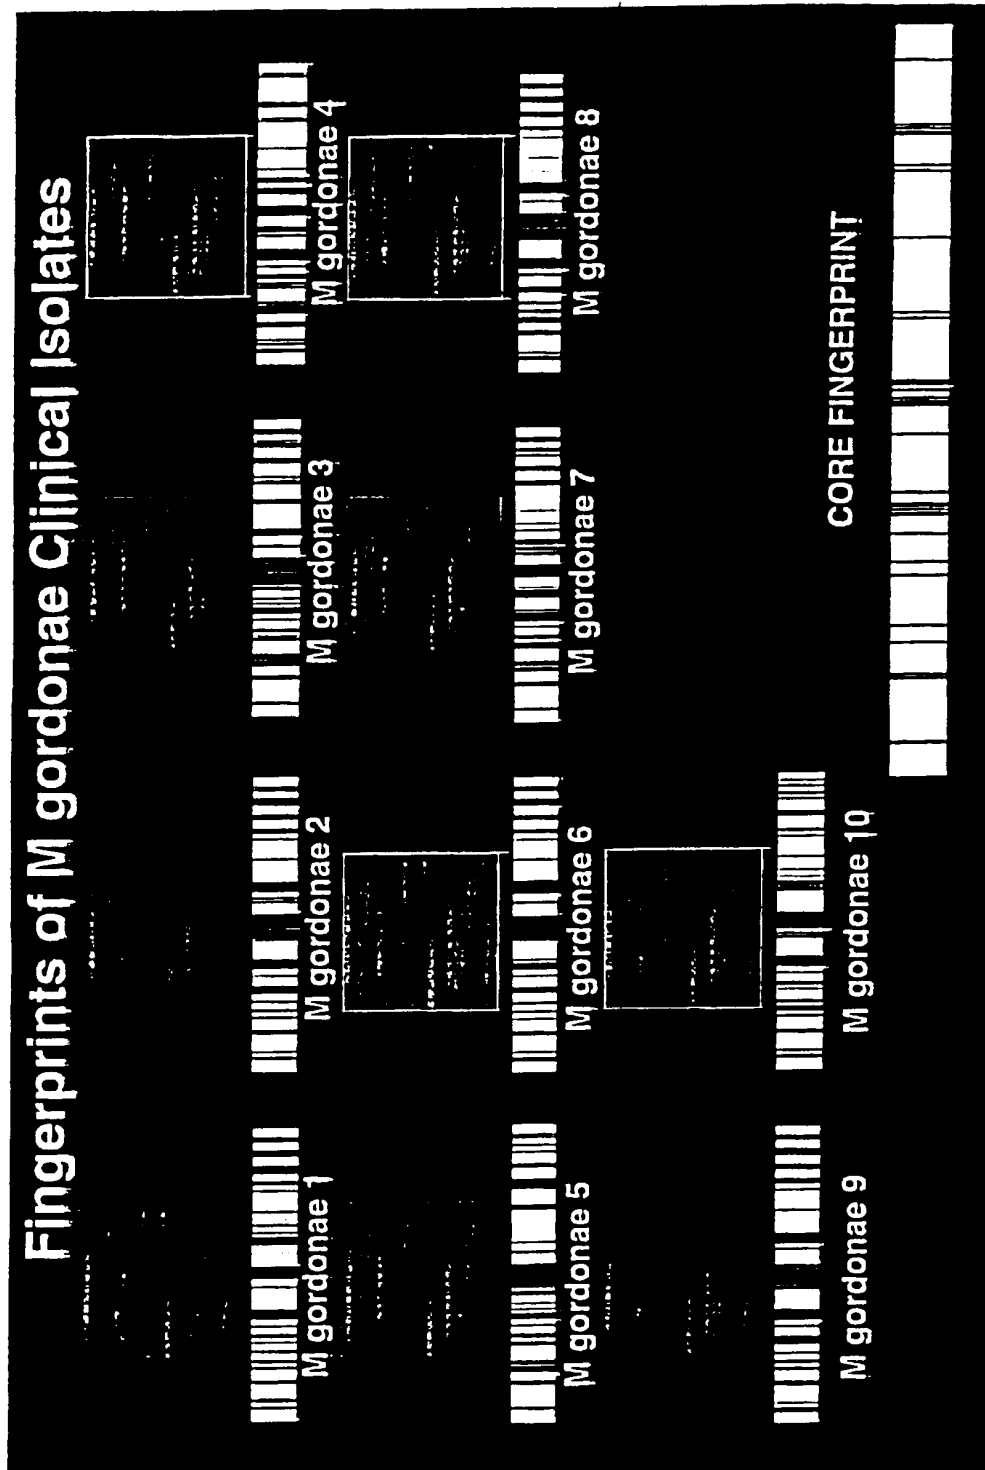 Fingerprints of M gordonae Clinical Isolates
M gordonae 1
M gordonae 2
M gordonae 3
M gordonae 4
M gordonae 5
M gordonae 6
M gordonae 7
M gordonae 8
M gordonae 9
M gordonae 10
CORE FINGERPRINT